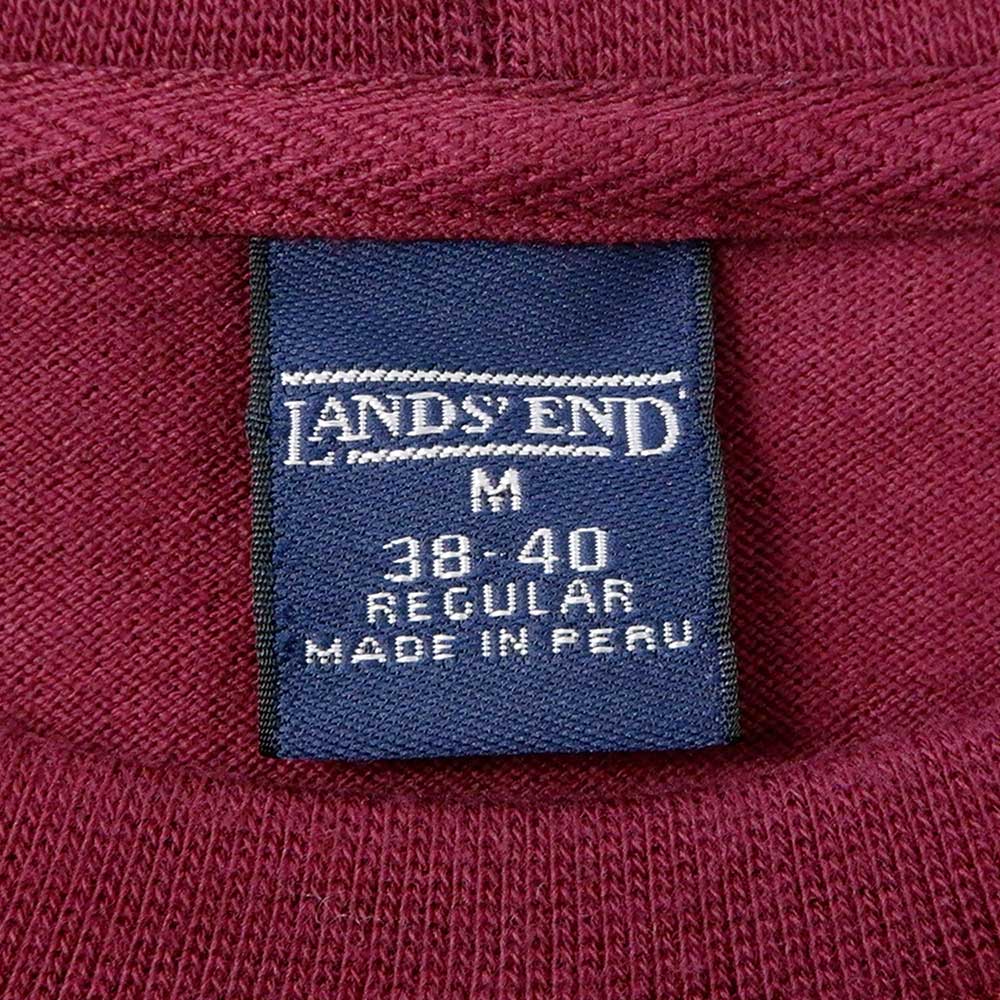 LANDS' END
M
38-40
REGULAR
MADE IN PERU